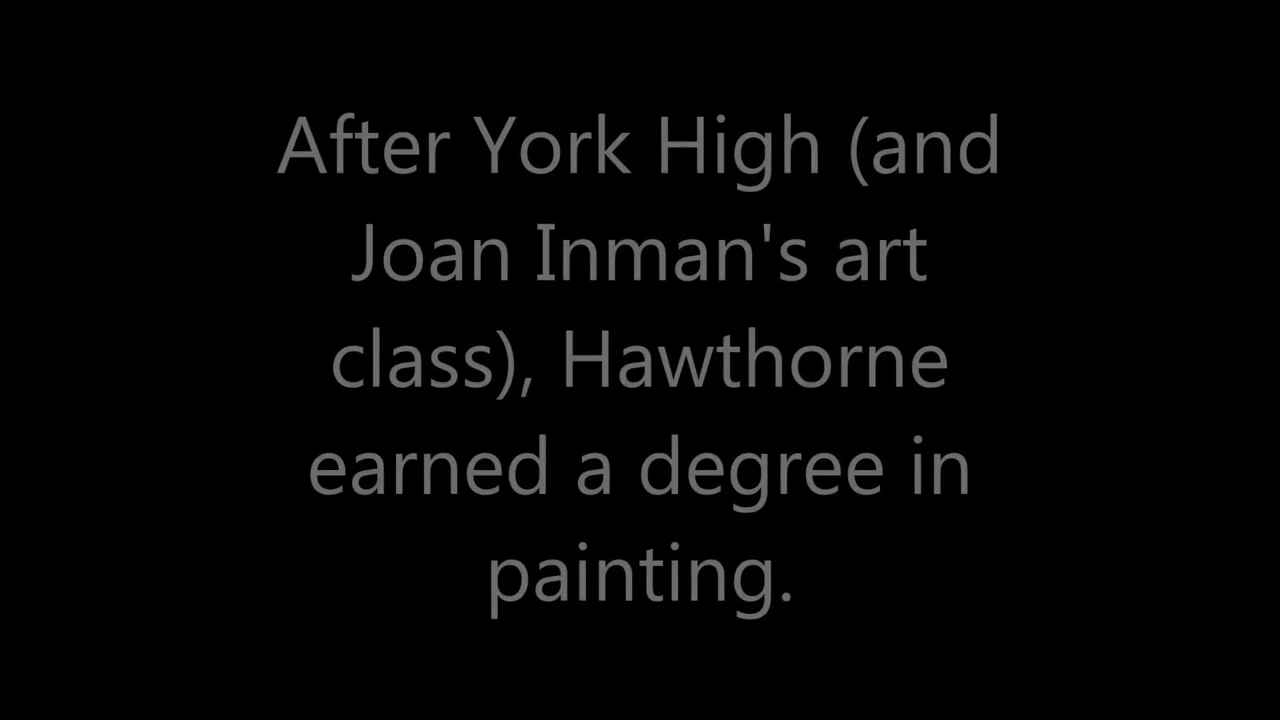 After York High (and
Joan Inman's art
class), Hawthorne
earned a degree in
painting.